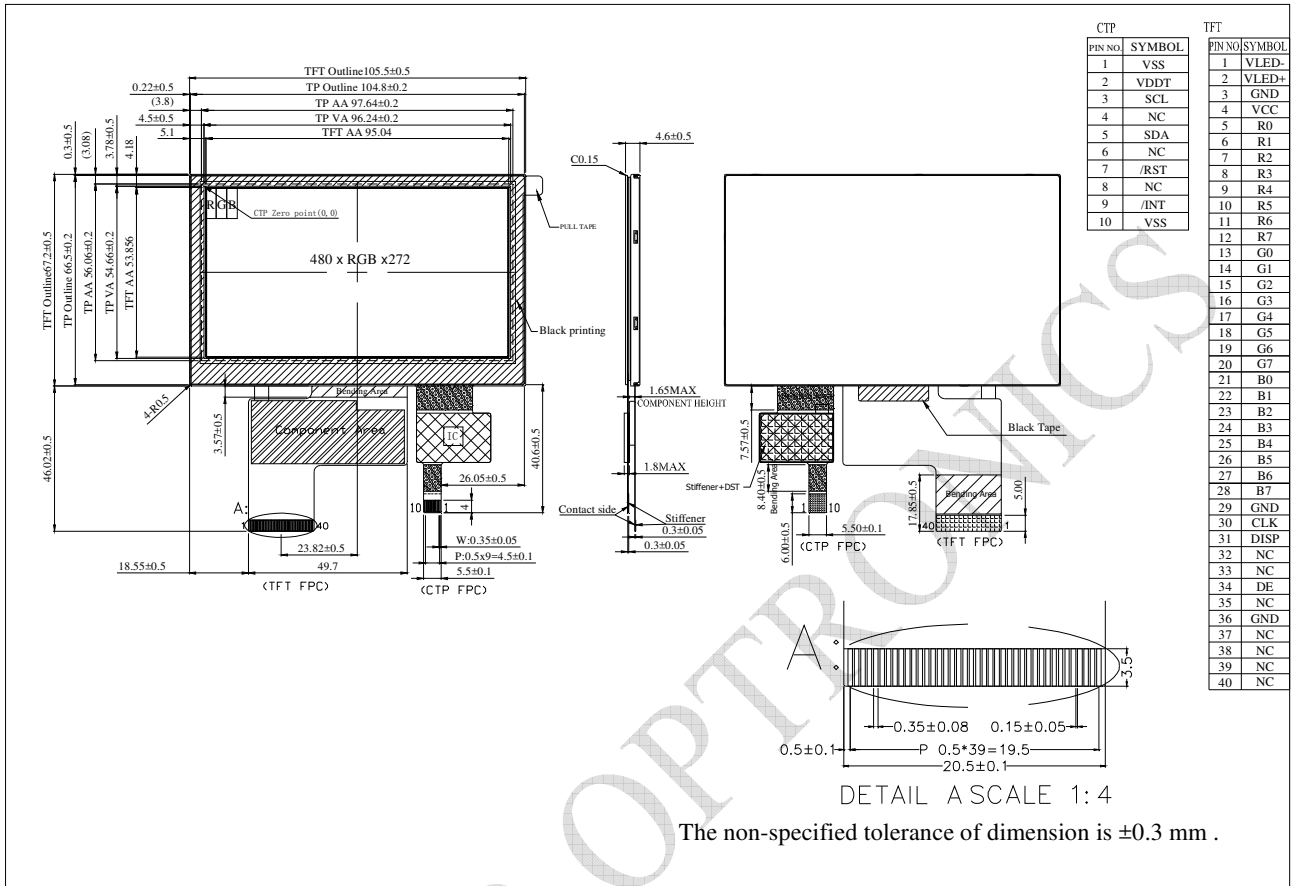 TFT Outline105.5±0.5
TP Outline 104.8±0.2
TP AA 97.64±0.2
TP VA 96.24±0.2
TFT AA 95.04
0.22±0.5
(3.8)
4.5±0.5
5.1
0.3±0.5
(3.08)
3.78±0.5
4.18
TFT Outline67.2±0.5
TP Outline 66.5±0.2
TP AA 56.06±0.2
TP VA 54.66±0.2
TFT AA 53.856
46.02±0.5
R G B
CTP Zero point(0,0)
480 x RGB x272
PULL TAPE
Black printing
4-R0.5
3.57±0.5
Bending Area
Component Area
IC
40.6±0.5
26.05±0.5
10 1
4
A:
1 40
23.82±0.5
18.55±0.5
49.7
(TFT FPC)
W:0.35±0.05
P:0.5x9=4.5±0.1
5.5±0.1
(CTP FPC)
4.6±0.5
C0.15
1.65MAX
COMPONENT HEIGHT
1.8MAX
Contact side
Stiffener
0.3±0.05
0.3±0.05
7.57±0.5
Stiffener+DST
8.40±0.5
Bending Area
6.00±0.5
1 10
5.50±0.1
(CTP FPC)
Black Tape
17.85±0.5
Bending Area
5.00
40 1
(TFT FPC)
CTP
PIN NO. SYMBOL
1 VSS
2 VDDT
3 SCL
4 NC
5 SDA
6 NC
7 /RST
8 NC
9 /INT
10 VSS
TFT
PIN NO. SYMBOL
1 VLED-
2 VLED+
3 GND
4 VCC
5 R0
6 R1
7 R2
8 R3
9 R4
10 R5
11 R6
12 R7
13 G0
14 G1
15 G2
16 G3
17 G4
18 G5
19 G6
20 G7
21 B0
22 B1
23 B2
24 B3
25 B4
26 B5
27 B6
28 B7
29 GND
30 CLK
31 DISP
32 NC
33 NC
34 DE
35 NC
36 GND
37 NC
38 NC
39 NC
40 NC
A
3.5
0.35±0.08
0.15±0.05
0.5±0.1
P 0.5*39=19.5
20.5±0.1
DETAIL A SCALE 1:4
The non-specified tolerance of dimension is ±0.3 mm .
OPTRONICS